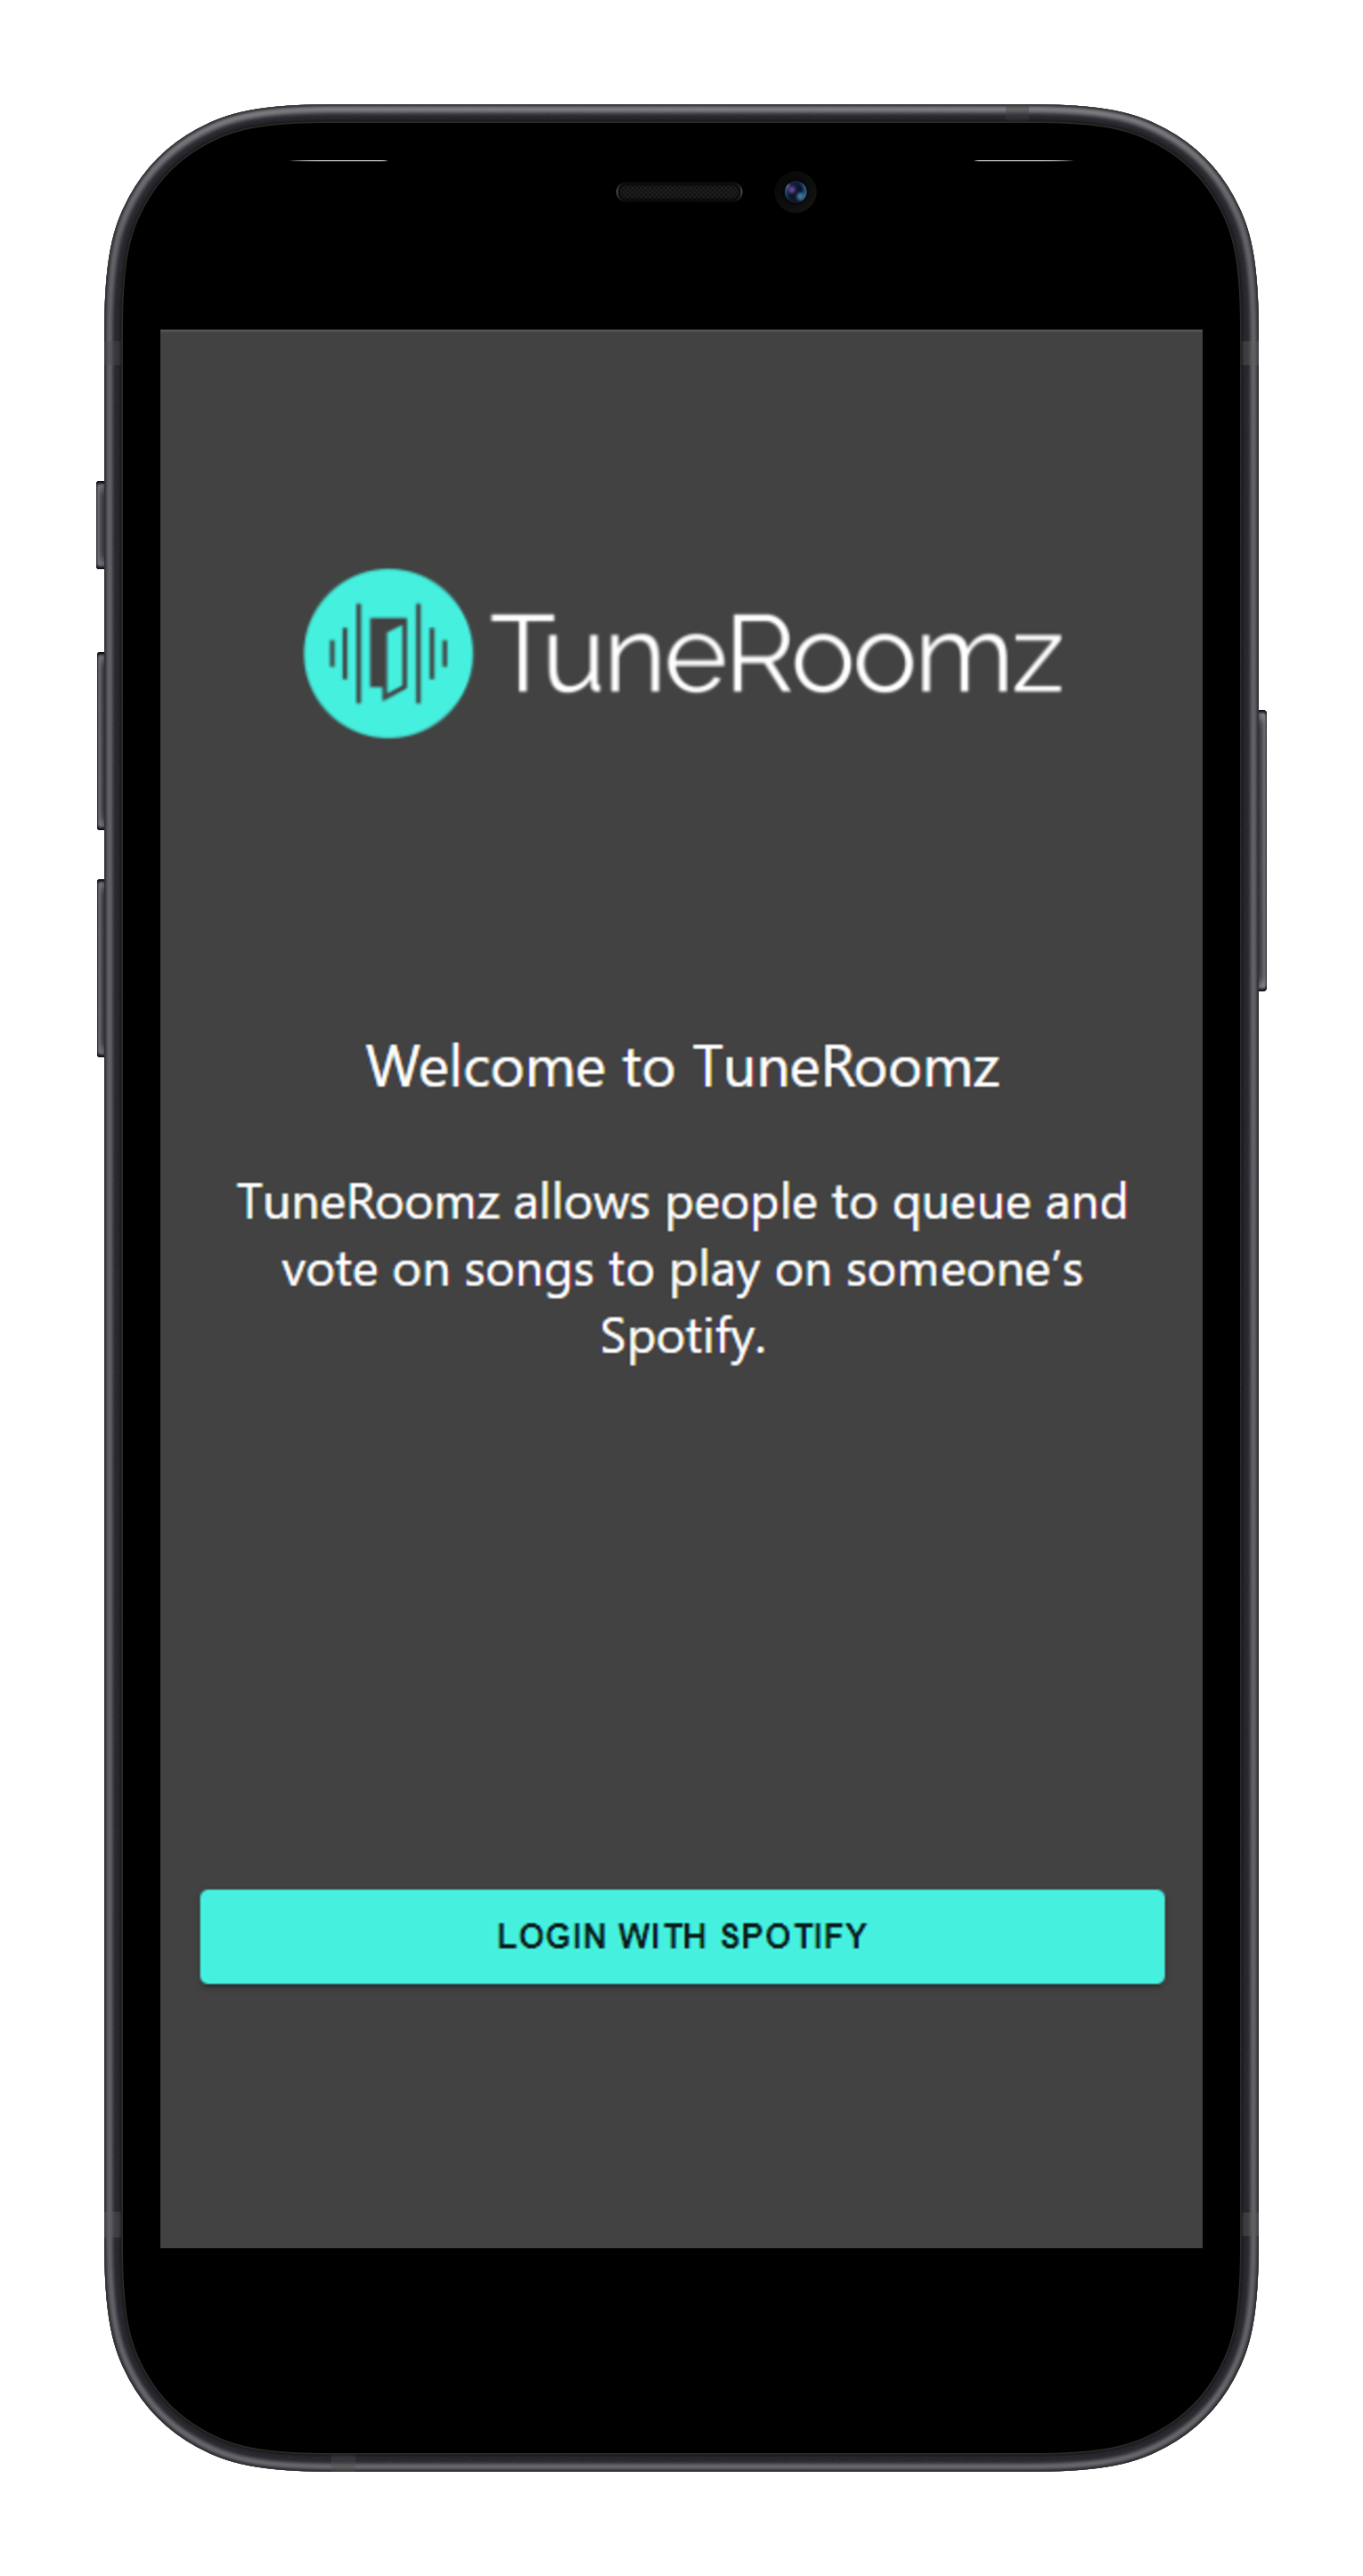 TuneRoomz
Welcome to TuneRoomz
TuneRoomz allows people to queue and
vote on songs to play on someone’s
Spotify.
LOGIN WITH SPOTIFY